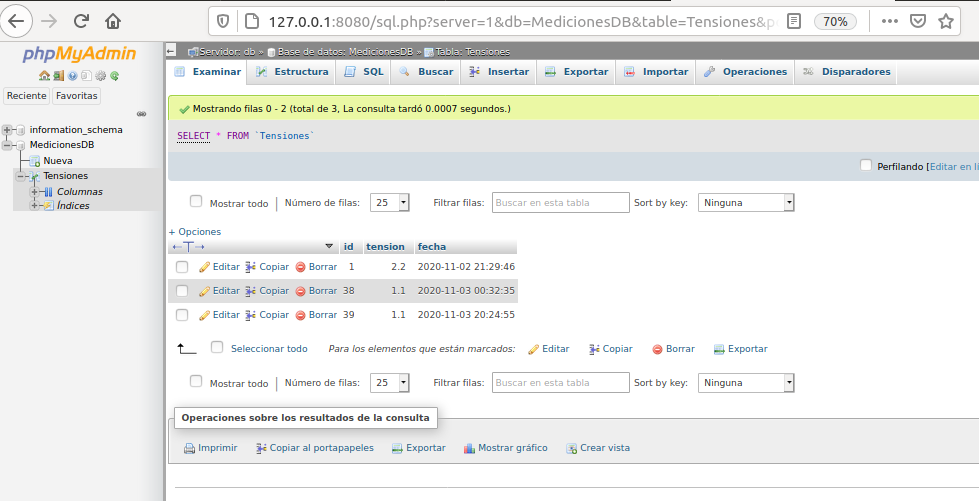 127.0.0.1:8080/sql.php?server=1&db=MedicionesDB&table=Tensiones&p
70%
phpMyAdmin
Reciente Favoritas
information_schema
MedicionesDB
Nueva
Tensiones
Columnas
Índices
Servidor: db » Base de datos: MedicionesDB » Tabla: Tensiones
Examinar Estructura SQL Buscar Insertar Exportar Importar Operaciones Disparadores
Mostrando filas 0 - 2 (total de 3, La consulta tardó 0.0007 segundos.)
SELECT * FROM `Tensiones`
Perfilando [Editar en lí
Mostrar todo | Número de filas: 25 Filtrar filas: Buscar en esta tabla Sort by key: Ninguna
+ Opciones
←T→ id tension fecha
Editar Copiar Borrar 1 2.2 2020-11-02 21:29:46
Editar Copiar Borrar 38 1.1 2020-11-03 00:32:35
Editar Copiar Borrar 39 1.1 2020-11-03 20:24:55
Seleccionar todo Para los elementos que están marcados: Editar Copiar Borrar Exportar
Mostrar todo | Número de filas: 25 Filtrar filas: Buscar en esta tabla Sort by key: Ninguna
Operaciones sobre los resultados de la consulta
Imprimir Copiar al portapapeles Exportar Mostrar gráfico Crear vista